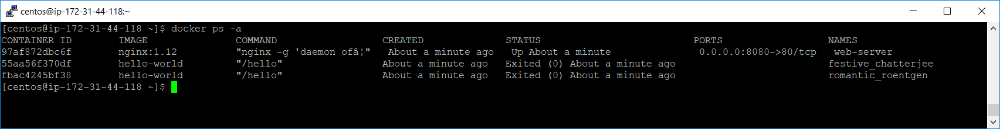 centos@ip-172-31-44-118:~
[centos@ip-172-31-44-118 ~]$ docker ps -a
CONTAINER ID        IMAGE               COMMAND                  CREATED              STATUS                          PORTS                  NAMES
97af872dbc6f        nginx:1.12          "nginx -g 'daemon ofâ¦"   About a minute ago   Up About a minute               0.0.0.0:8080->80/tcp   web-server
55aa56f370df        hello-world         "/hello"                 About a minute ago   Exited (0) About a minute ago                          festive_chatterjee
fbac4245bf38        hello-world         "/hello"                 About a minute ago   Exited (0) About a minute ago                          romantic_roentgen
[centos@ip-172-31-44-118 ~]$